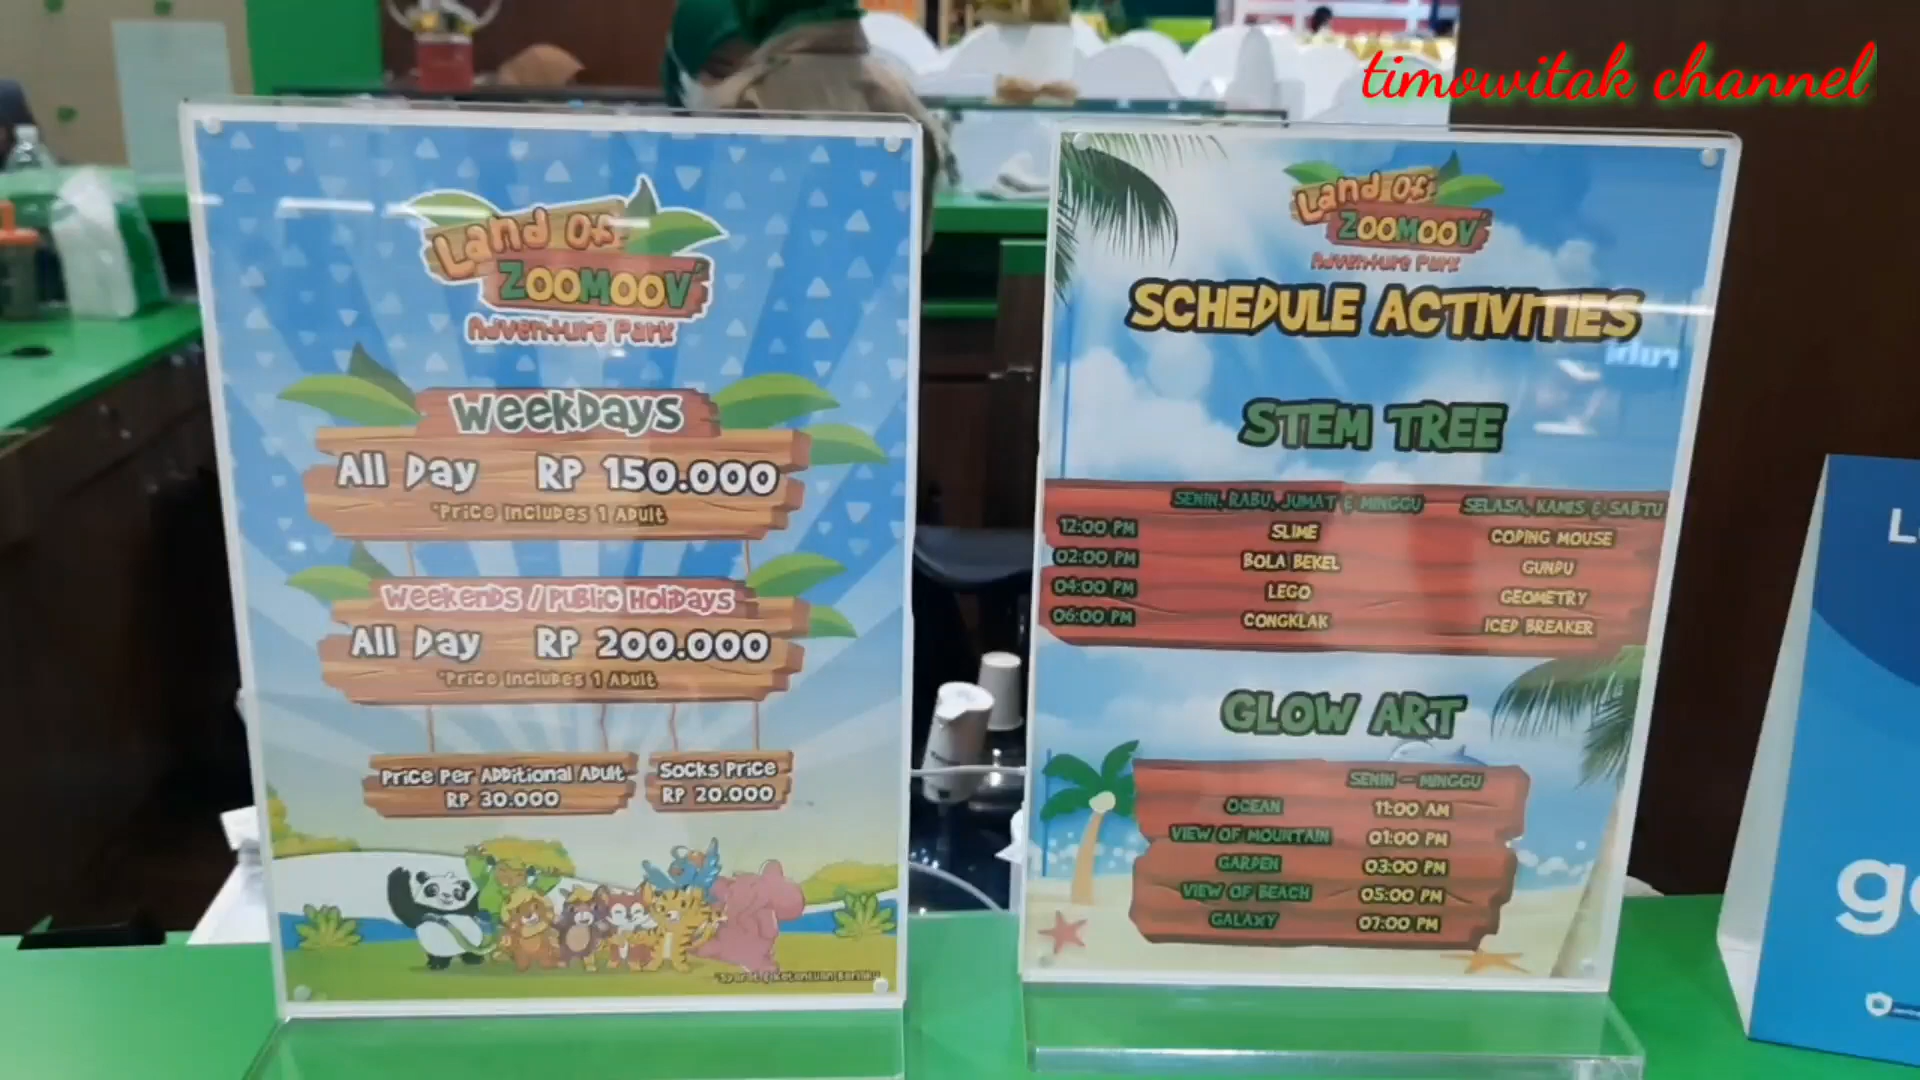 timowitak channel
Land Of
ZOOMOOV
Adventure Park
WEEKDAYS
All Day RP 150.000
*Price includes 1 Adult
Weekends / Public Holidays
All Day RP 200.000
*Price includes 1 Adult
Price Per Additional Adult
RP 30.000
Socks Price
RP 20.000
Land Of
ZOOMOOV
Adventure Park
SCHEDULE ACTIVITIES
STEM TREE
SENIN, RABU, JUMAT & MINGGU SELASA, KAMIS & SABTU
12:00 PM SLIME CODING MOUSE
02:00 PM BOLA BEKEL GUNDU
04:00 PM LEGO GEOMETRY
06:00 PM CONGKLAK ICED BREAKER
GLOW ART
SENIN - MINGGU
OCEAN 11:00 AM
VIEW OF MOUNTAIN 01:00 PM
GARDEN 03:00 PM
VIEW OF BEACH 05:00 PM
GALAXY 07:00 PM